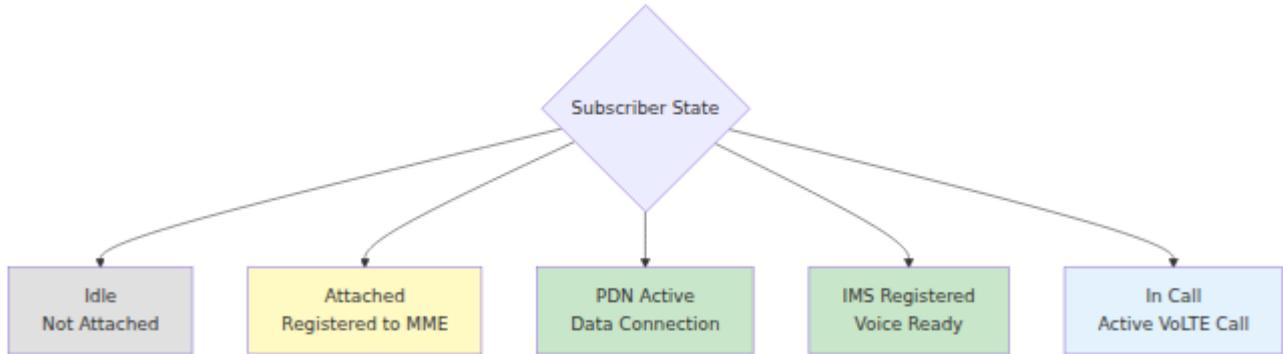 Subscriber State
Idle
Not Attached
Attached
Registered to MME
PDN Active
Data Connection
IMS Registered
Voice Ready
In Call
Active VoLTE Call